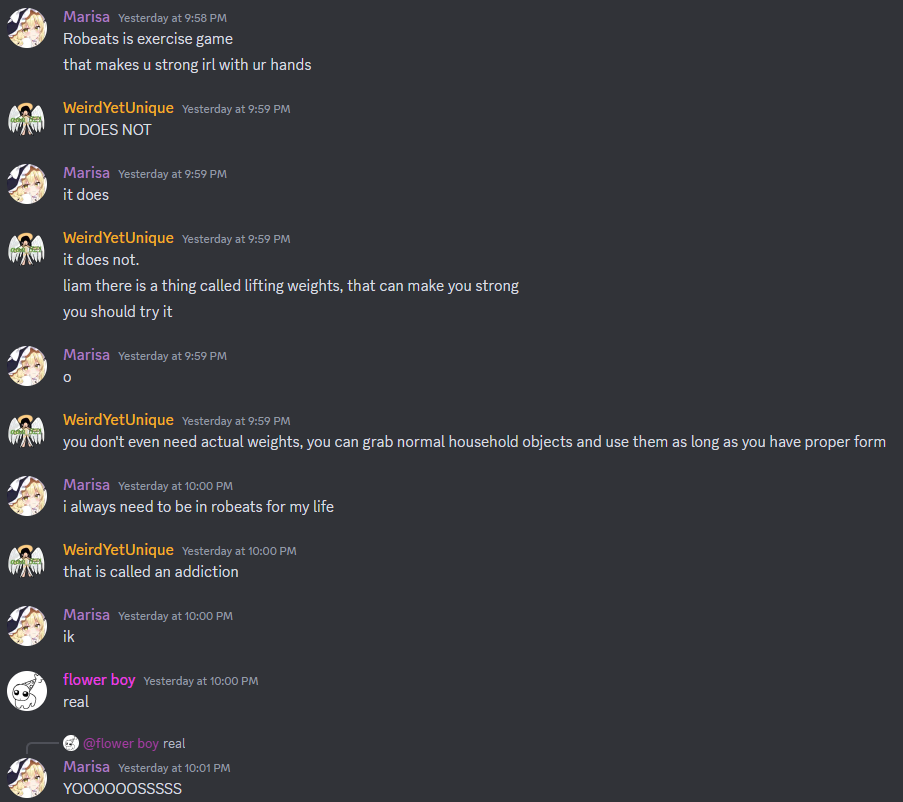 Marisa Yesterday at 9:58 PM
Robeats is exercise game
that makes u strong irl with ur hands
WeirdYetUnique Yesterday at 9:59 PM
IT DOES NOT
Marisa Yesterday at 9:59 PM
it does
WeirdYetUnique Yesterday at 9:59 PM
it does not.
liam there is a thing called lifting weights, that can make you strong
you should try it
Marisa Yesterday at 9:59 PM
o
WeirdYetUnique Yesterday at 9:59 PM
you don't even need actual weights, you can grab normal household objects and use them as long as you have proper form
Marisa Yesterday at 10:00 PM
i always need to be in robeats for my life
WeirdYetUnique Yesterday at 10:00 PM
that is called an addiction
Marisa Yesterday at 10:00 PM
ik
flower boy Yesterday at 10:00 PM
real
@flower boy real
Marisa Yesterday at 10:01 PM
YOOOOOOSSSSS